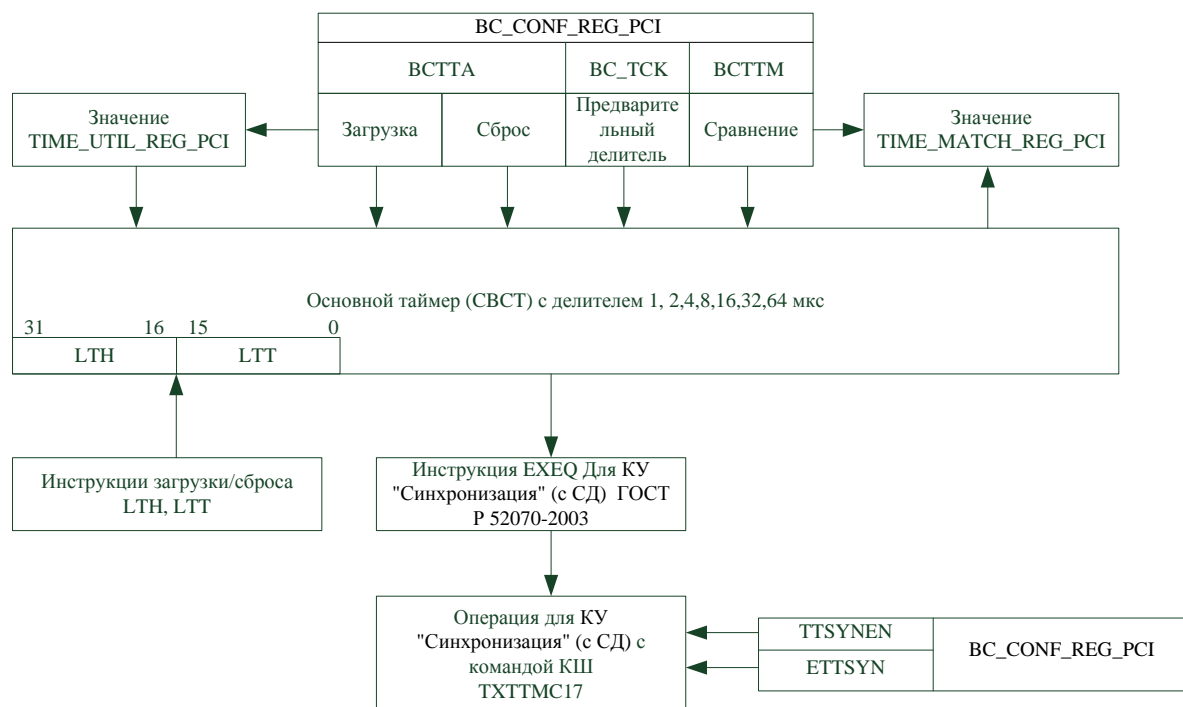 BC_CONF_REG_PCI
BCTTA
BC_TCK
BCTTM
Загрузка
Сброс
Предварите
льный
делитель
Сравнение
Значение
TIME_UTIL_REG_PCI
Значение
TIME_MATCH_REG_PCI
Основной таймер (СВСТ) с делителем 1, 2,4,8,16,32,64 мкс
31 16 15 0
LTH LTT
Инструкции загрузки/сброса
LTH, LTT
Инструкция EXEQ Для КУ
"Синхронизация" (с СД) ГОСТ
Р 52070-2003
Операция для КУ
"Синхронизация" (с СД) с
командой КШ
TXTTMC17
TTSYNEN
ETTSYN
BC_CONF_REG_PCI